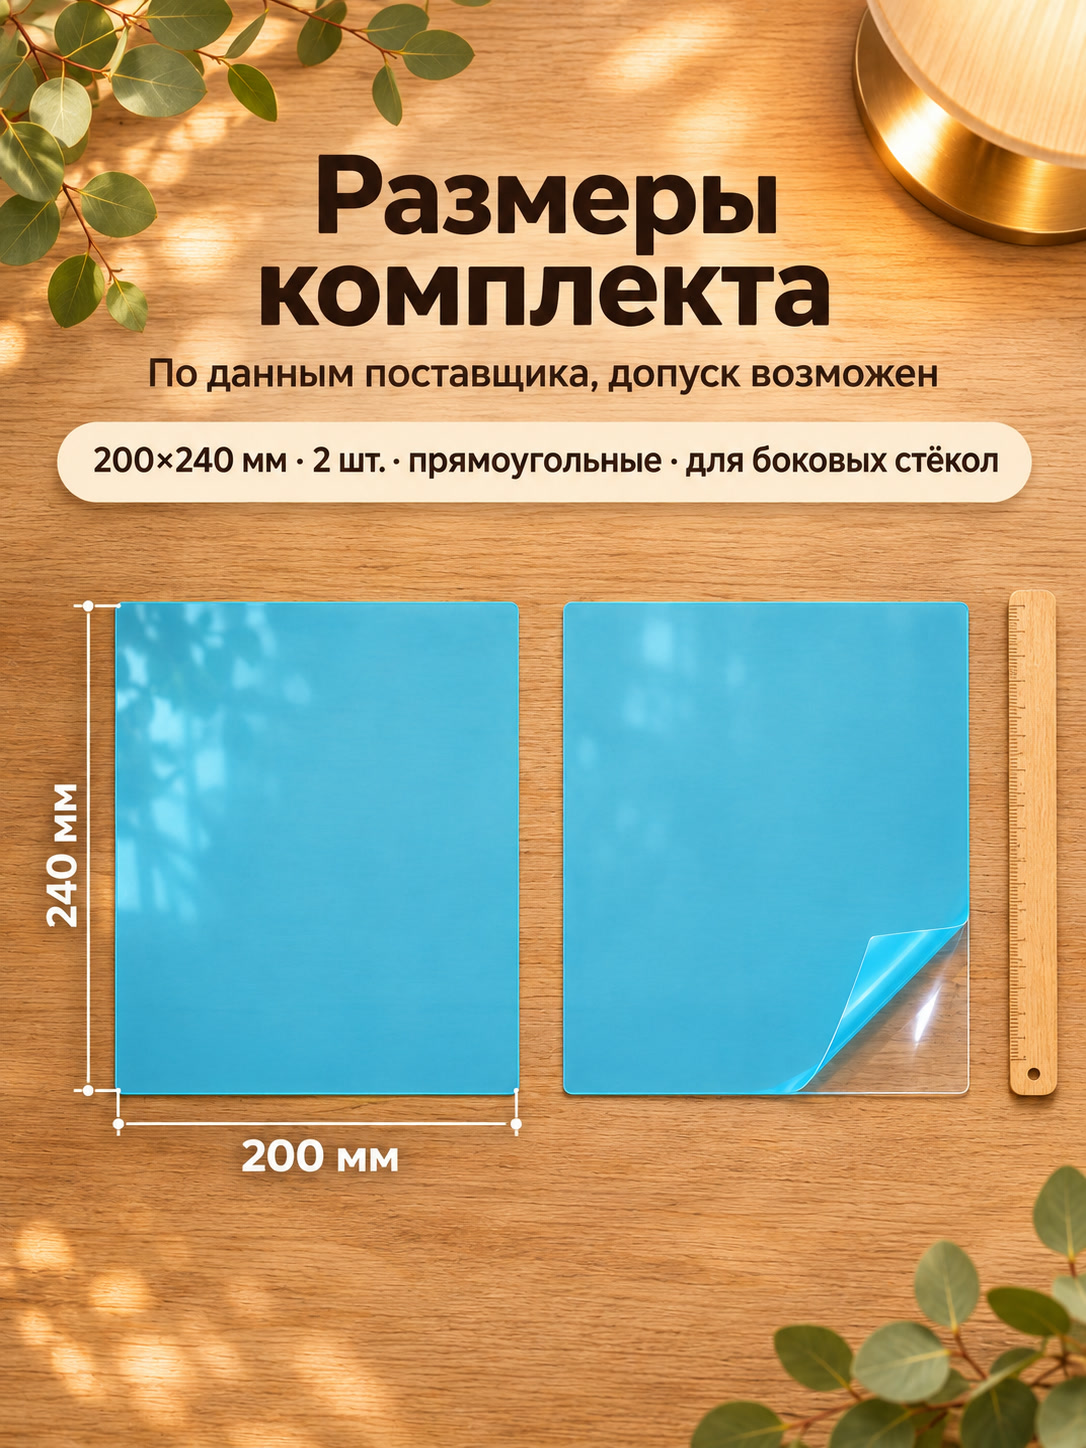 Размеры
комплекта
По данным поставщика, допуск возможен
200×240 мм · 2 шт. · прямоугольные · для боковых стёкол
240 мм
200 мм